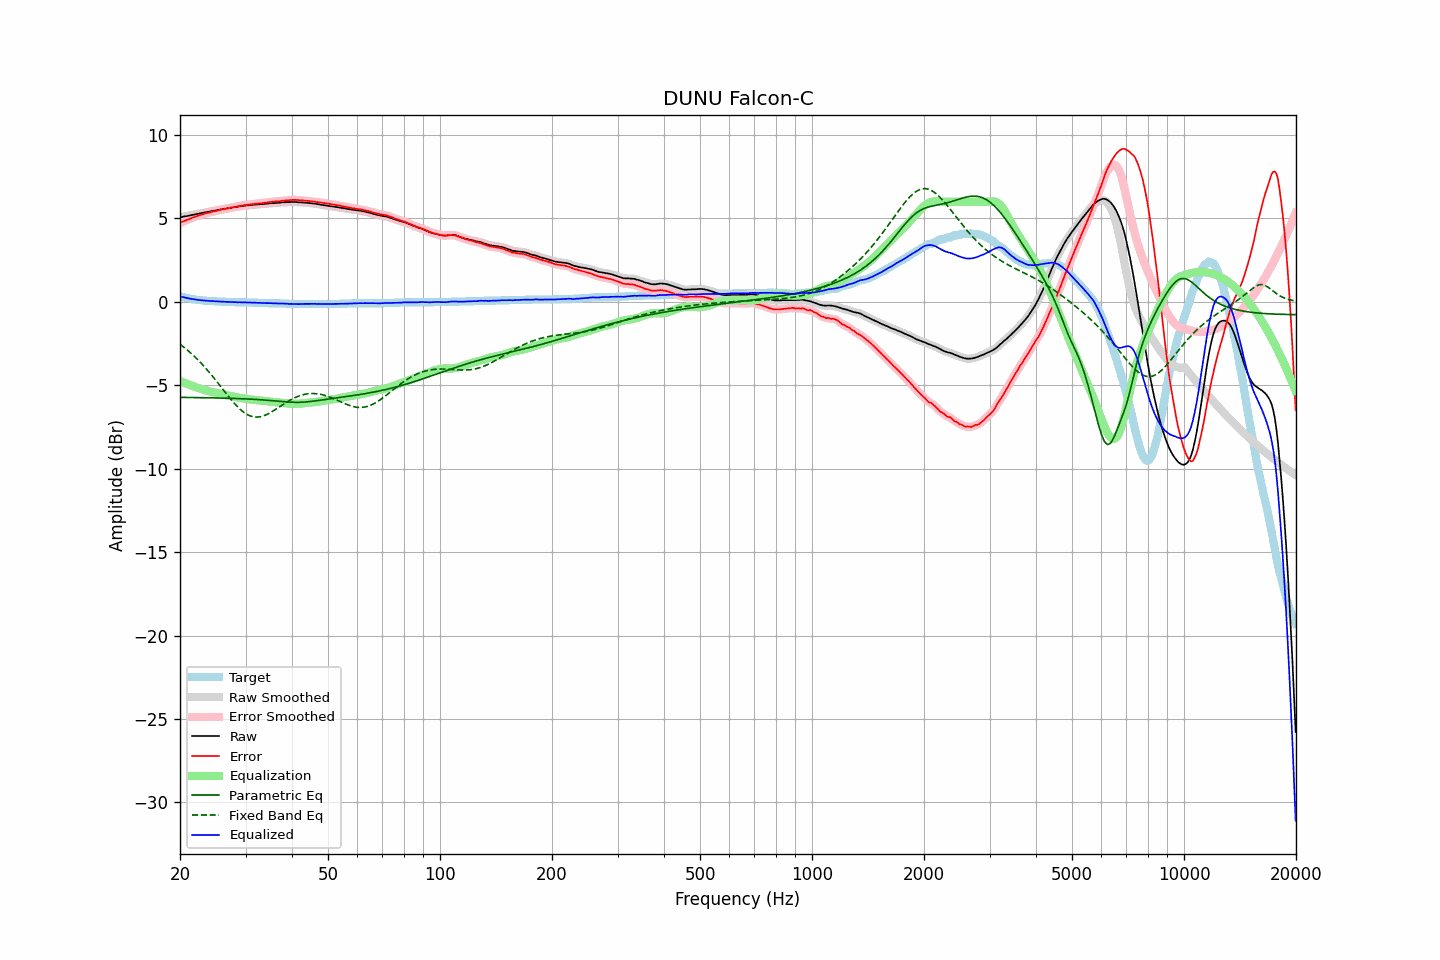 DUNU Falcon-C
10
5
0
−5
−10
−15
−20
−25
−30
Amplitude (dBr)
Target
Raw Smoothed
Error Smoothed
Raw
Error
Equalization
Parametric Eq
Fixed Band Eq
Equalized
20 50 100 200 500 1000 2000 5000 10000 20000
Frequency (Hz)